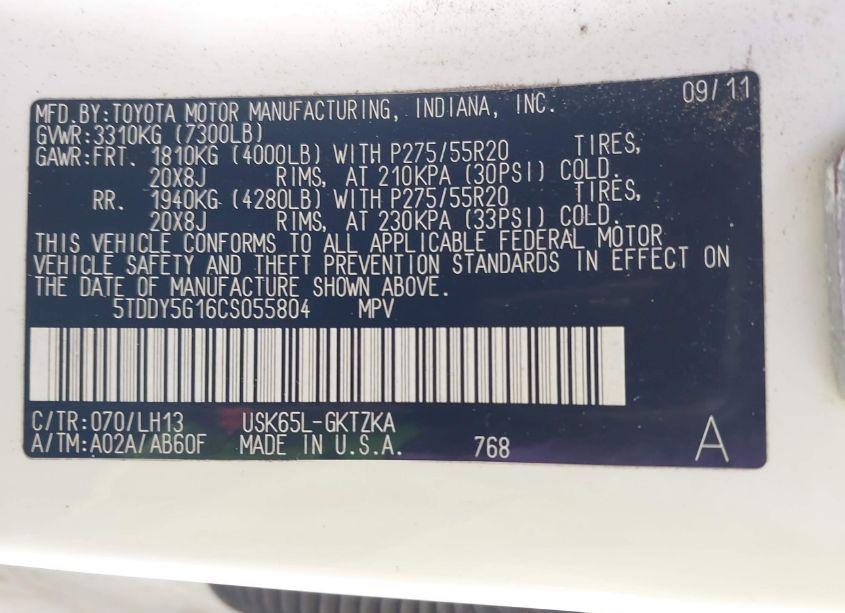 MFD.BY:TOYOTA MOTOR MANUFACTURING, INDIANA, INC. 09/11
GVWR:3310KG (7300LB)
GAWR:FRT. 1810KG (4000LB) WITH P275/55R20 TIRES,
20X8J RIMS, AT 210KPA (30PSI) COLD.
RR. 1940KG (4280LB) WITH P275/55R20 TIRES,
20X8J RIMS, AT 230KPA (33PSI) COLD.
THIS VEHICLE CONFORMS TO ALL APPLICABLE FEDERAL MOTOR
VEHICLE SAFETY AND THEFT PREVENTION STANDARDS IN EFFECT ON
THE DATE OF MANUFACTURE SHOWN ABOVE.
5TDDY5G16CS055804 MPV
C/TR:070/LH13 USK65L-GKTZKA
A/TM:A02A/AB60F MADE IN U.S.A. 768 A